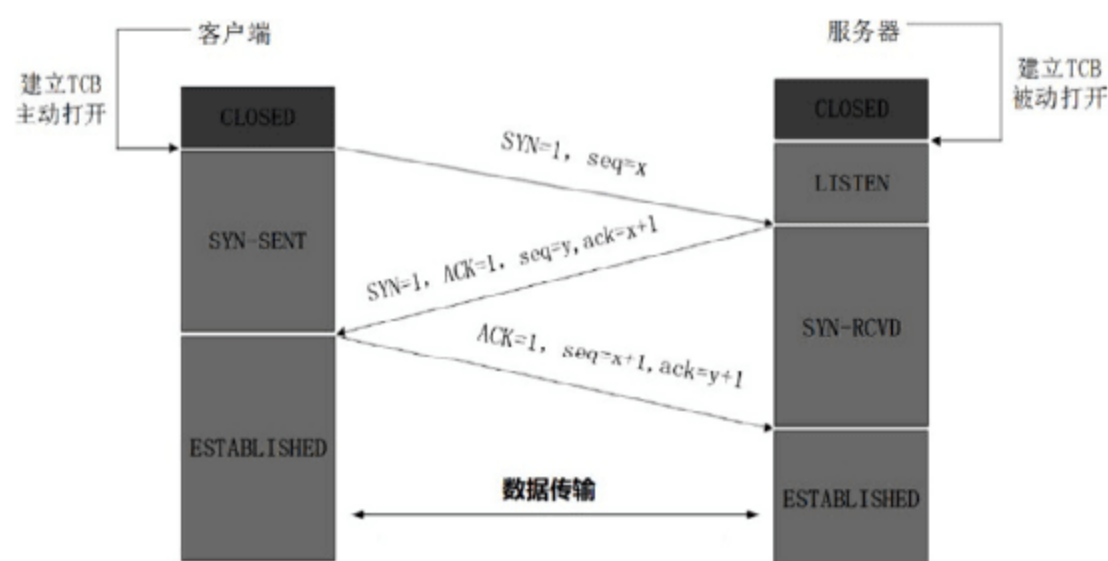 客户端
服务器
建立TCB
主动打开
建立TCB
被动打开
CLOSED
CLOSED
SYN=1, seq=x
LISTEN
SYN-SENT
SYN=1, ACK=1, seq=y,ack=x+1
SYN-RCVD
ACK=1, seq=x+1,ack=y+1
ESTABLISHED
数据传输
ESTABLISHED